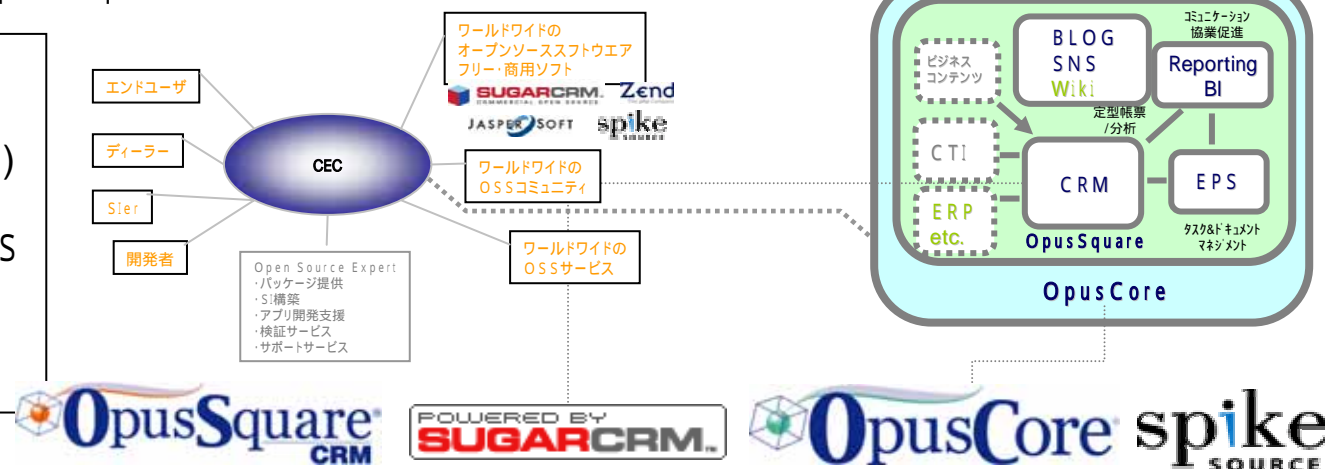 )
S
エンドユーザ
ディーラー
SIer
開発者
CEC
Open Source Expert
・パッケージ提供
・SI構築
・アプリ開発支援
・検証サービス
・サポートサービス
ワールドワイドの
オープンソーススフトウエア
フリー・商用ソフト
SUGARCRM.
COMMERCIAL OPEN SOURCE
Zend
JASPERSOFT
spike
SOURCE
ワールドワイドの
OSSコミュニティ
ワールドワイドの
OSSサービス
ビジネス
コンテンツ
BLOG
SNS
Wiki
コミュニケーション
協業促進
Reporting
BI
定型帳票
/分析
CTI
CRM
EPS
ERP
etc.
OpusSquare
タスク&ドキュメント
マネジメント
OpusCore
OpusSquare
CRM
POWERED BY
SUGARCRM.
OpusCore
spike
SOURCE